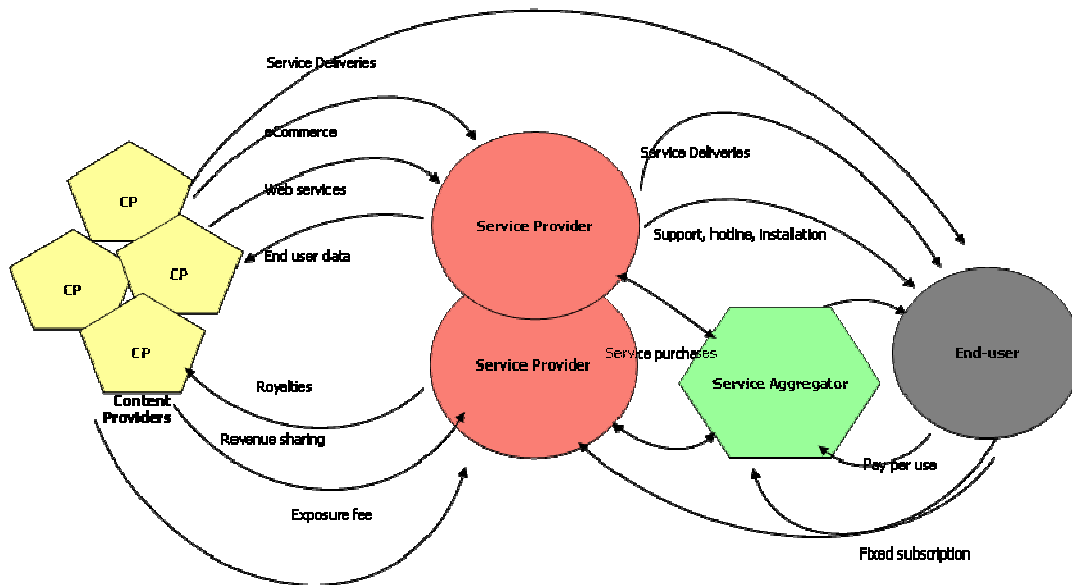 Service Deliveries
eCommerce
Web services
End user data
CP
CP
CP
CP
Content
Providers
Royalties
Revenue sharing
Exposure fee
Service Provider
Service Provider
Service Deliveries
Support, hotline, installation
Service purchases
Service Aggregator
End-user
Pay per use
Fixed subscription